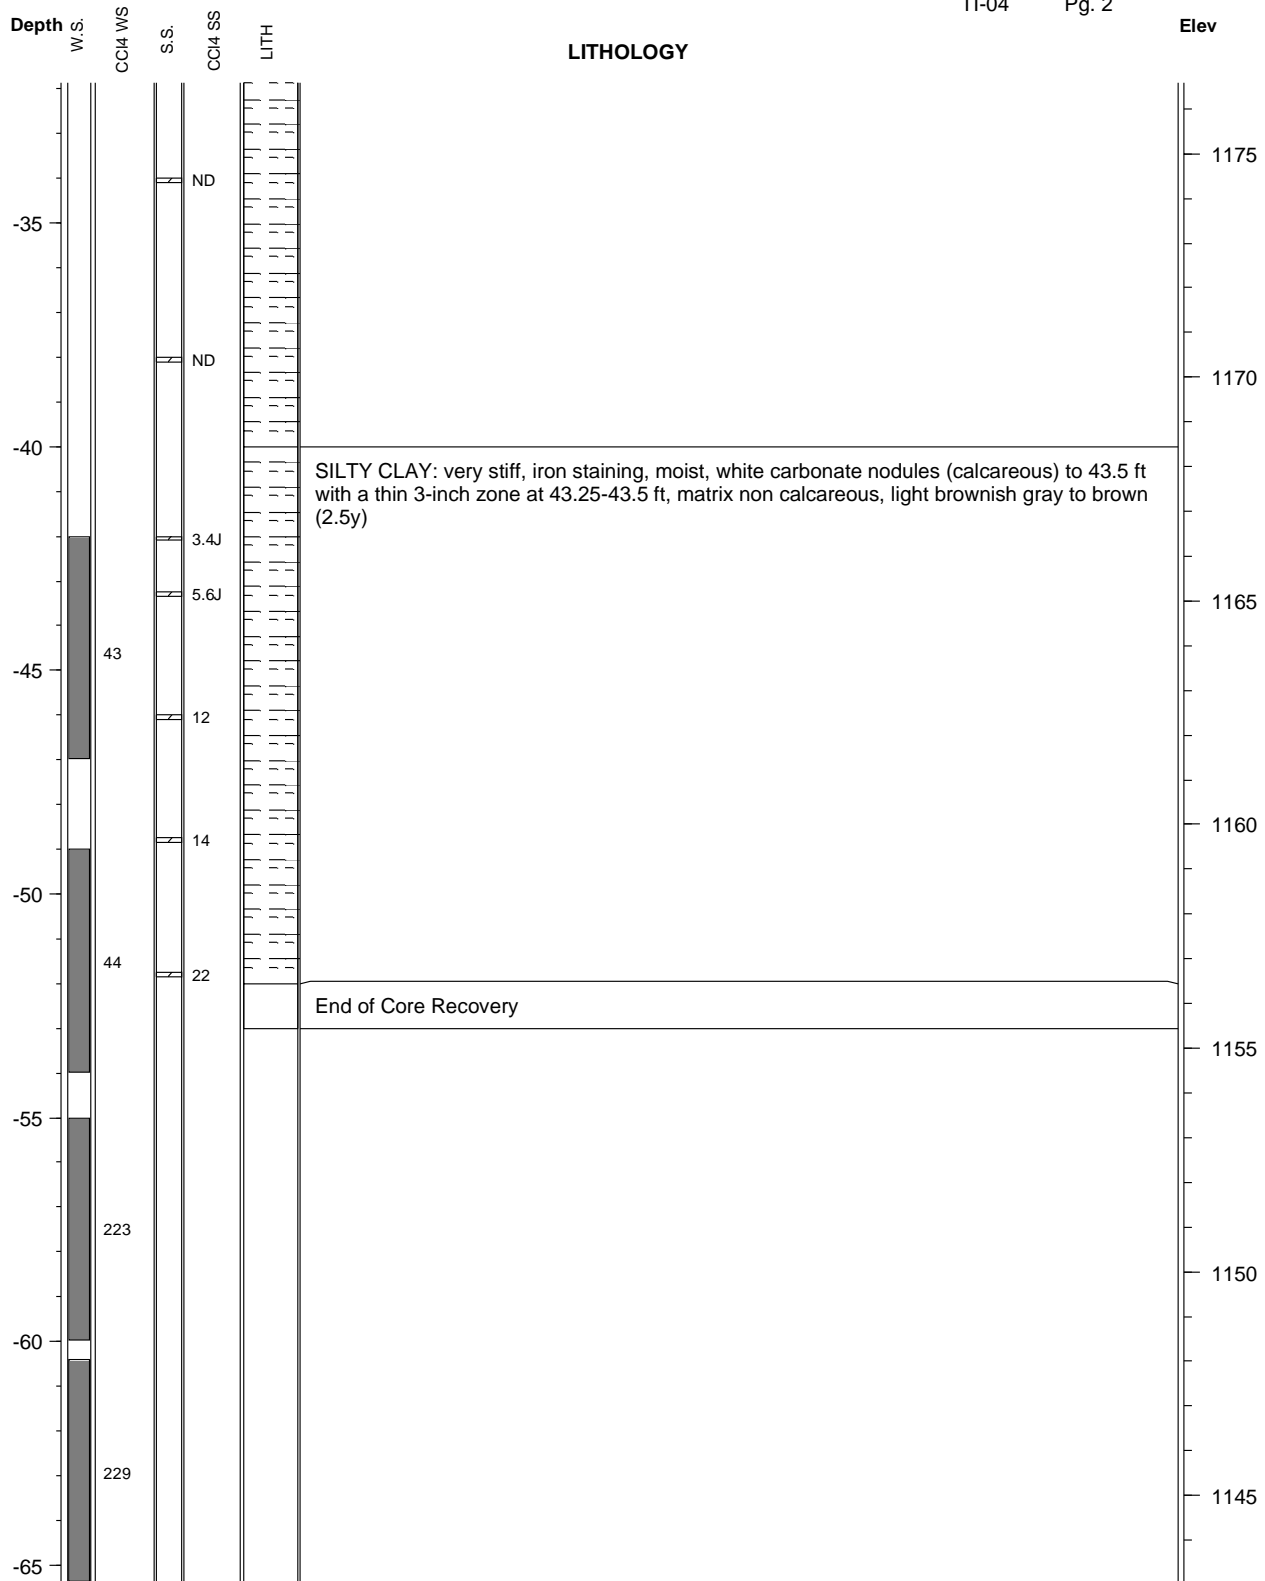 Pg. 2
Depth W.S. CCl4 WS S.S. CCl4 SS LITH LITHOLOGY Elev
1175
ND
-35
ND
1170
-40
SILTY CLAY: very stiff, iron staining, moist, white carbonate nodules (calcareous) to 43.5 ft
with a thin 3-inch zone at 43.25-43.5 ft, matrix non calcareous, light brownish gray to brown
(2.5y)
3.4J
5.6J
1165
43
-45
12
1160
14
-50
44
22
End of Core Recovery
1155
-55
223
1150
-60
229
1145
-65